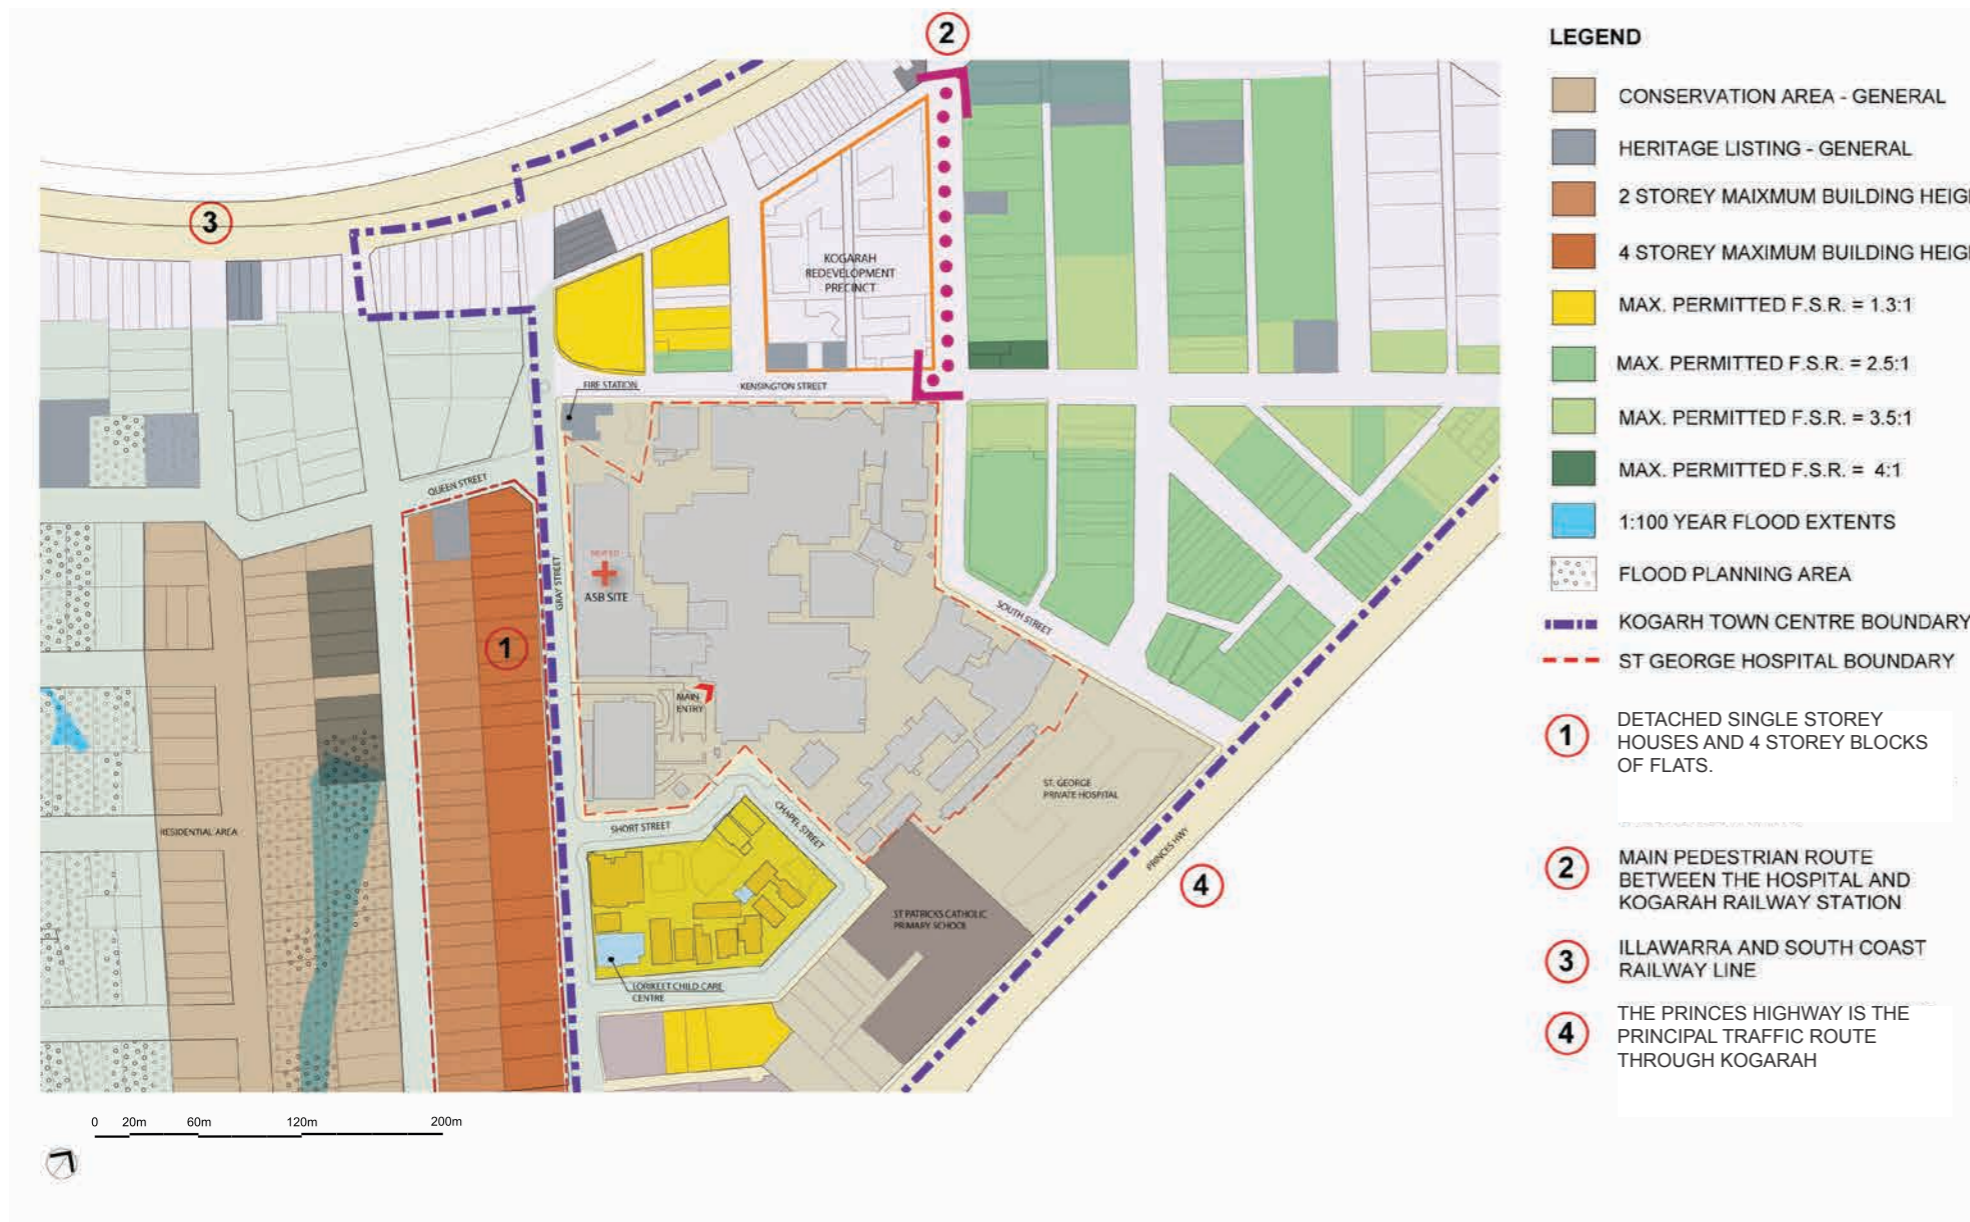 2
LEGEND
CONSERVATION AREA - GENERAL
HERITAGE LISTING - GENERAL
2 STOREY MAIXMUM BUILDING HEIG
4 STOREY MAXIMUM BUILDING HEIG
MAX. PERMITTED F.S.R. = 1.3:1
MAX. PERMITTED F.S.R. = 2.5:1
MAX. PERMITTED F.S.R. = 3.5:1
MAX. PERMITTED F.S.R. = 4:1
1:100 YEAR FLOOD EXTENTS
FLOOD PLANNING AREA
KOGARH TOWN CENTRE BOUNDARY
ST GEORGE HOSPITAL BOUNDARY
1
DETACHED SINGLE STOREY
HOUSES AND 4 STOREY BLOCKS
OF FLATS.
2
MAIN PEDESTRIAN ROUTE
BETWEEN THE HOSPITAL AND
KOGARAH RAILWAY STATION
3
ILLAWARRA AND SOUTH COAST
RAILWAY LINE
4
THE PRINCES HIGHWAY IS THE
PRINCIPAL TRAFFIC ROUTE
THROUGH KOGARAH
3
KOGARAH
REDEVELOPMENT
PRECINCT
FIRE STATION
KENSINGTON STREET
QUEEN STREET
GRAY STREET
ASB SITE
SOUTH STREET
1
MAIN
ENTRY
ST. GEORGE
PRIVATE HOSPITAL
RESIDENTIAL AREA
SHORT STREET
CHAPEL STREET
PRINCES HWY
4
ST PATRICKS CATHOLIC
PRIMARY SCHOOL
LORIKEET CHILD CARE
CENTRE
0 20m 60m 120m 200m